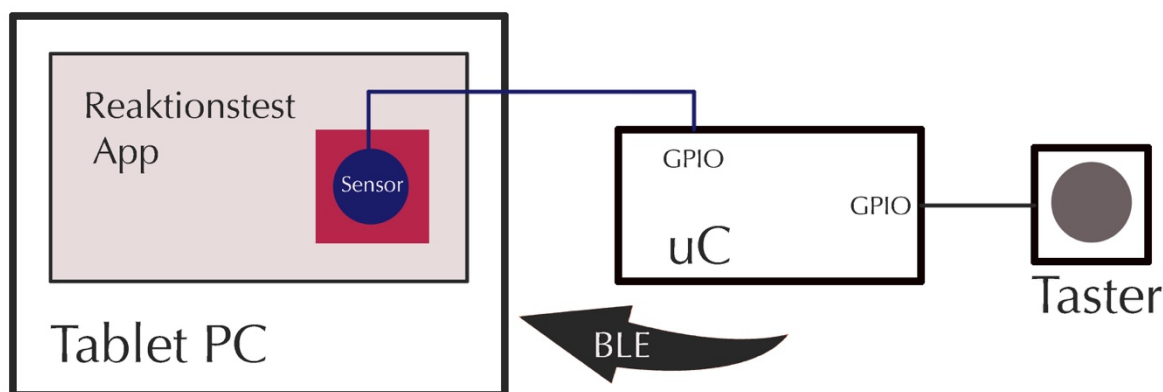 Reaktionstest
App
Sensor
Tablet PC
GPIO
GPIO
uC
BLE
Taster